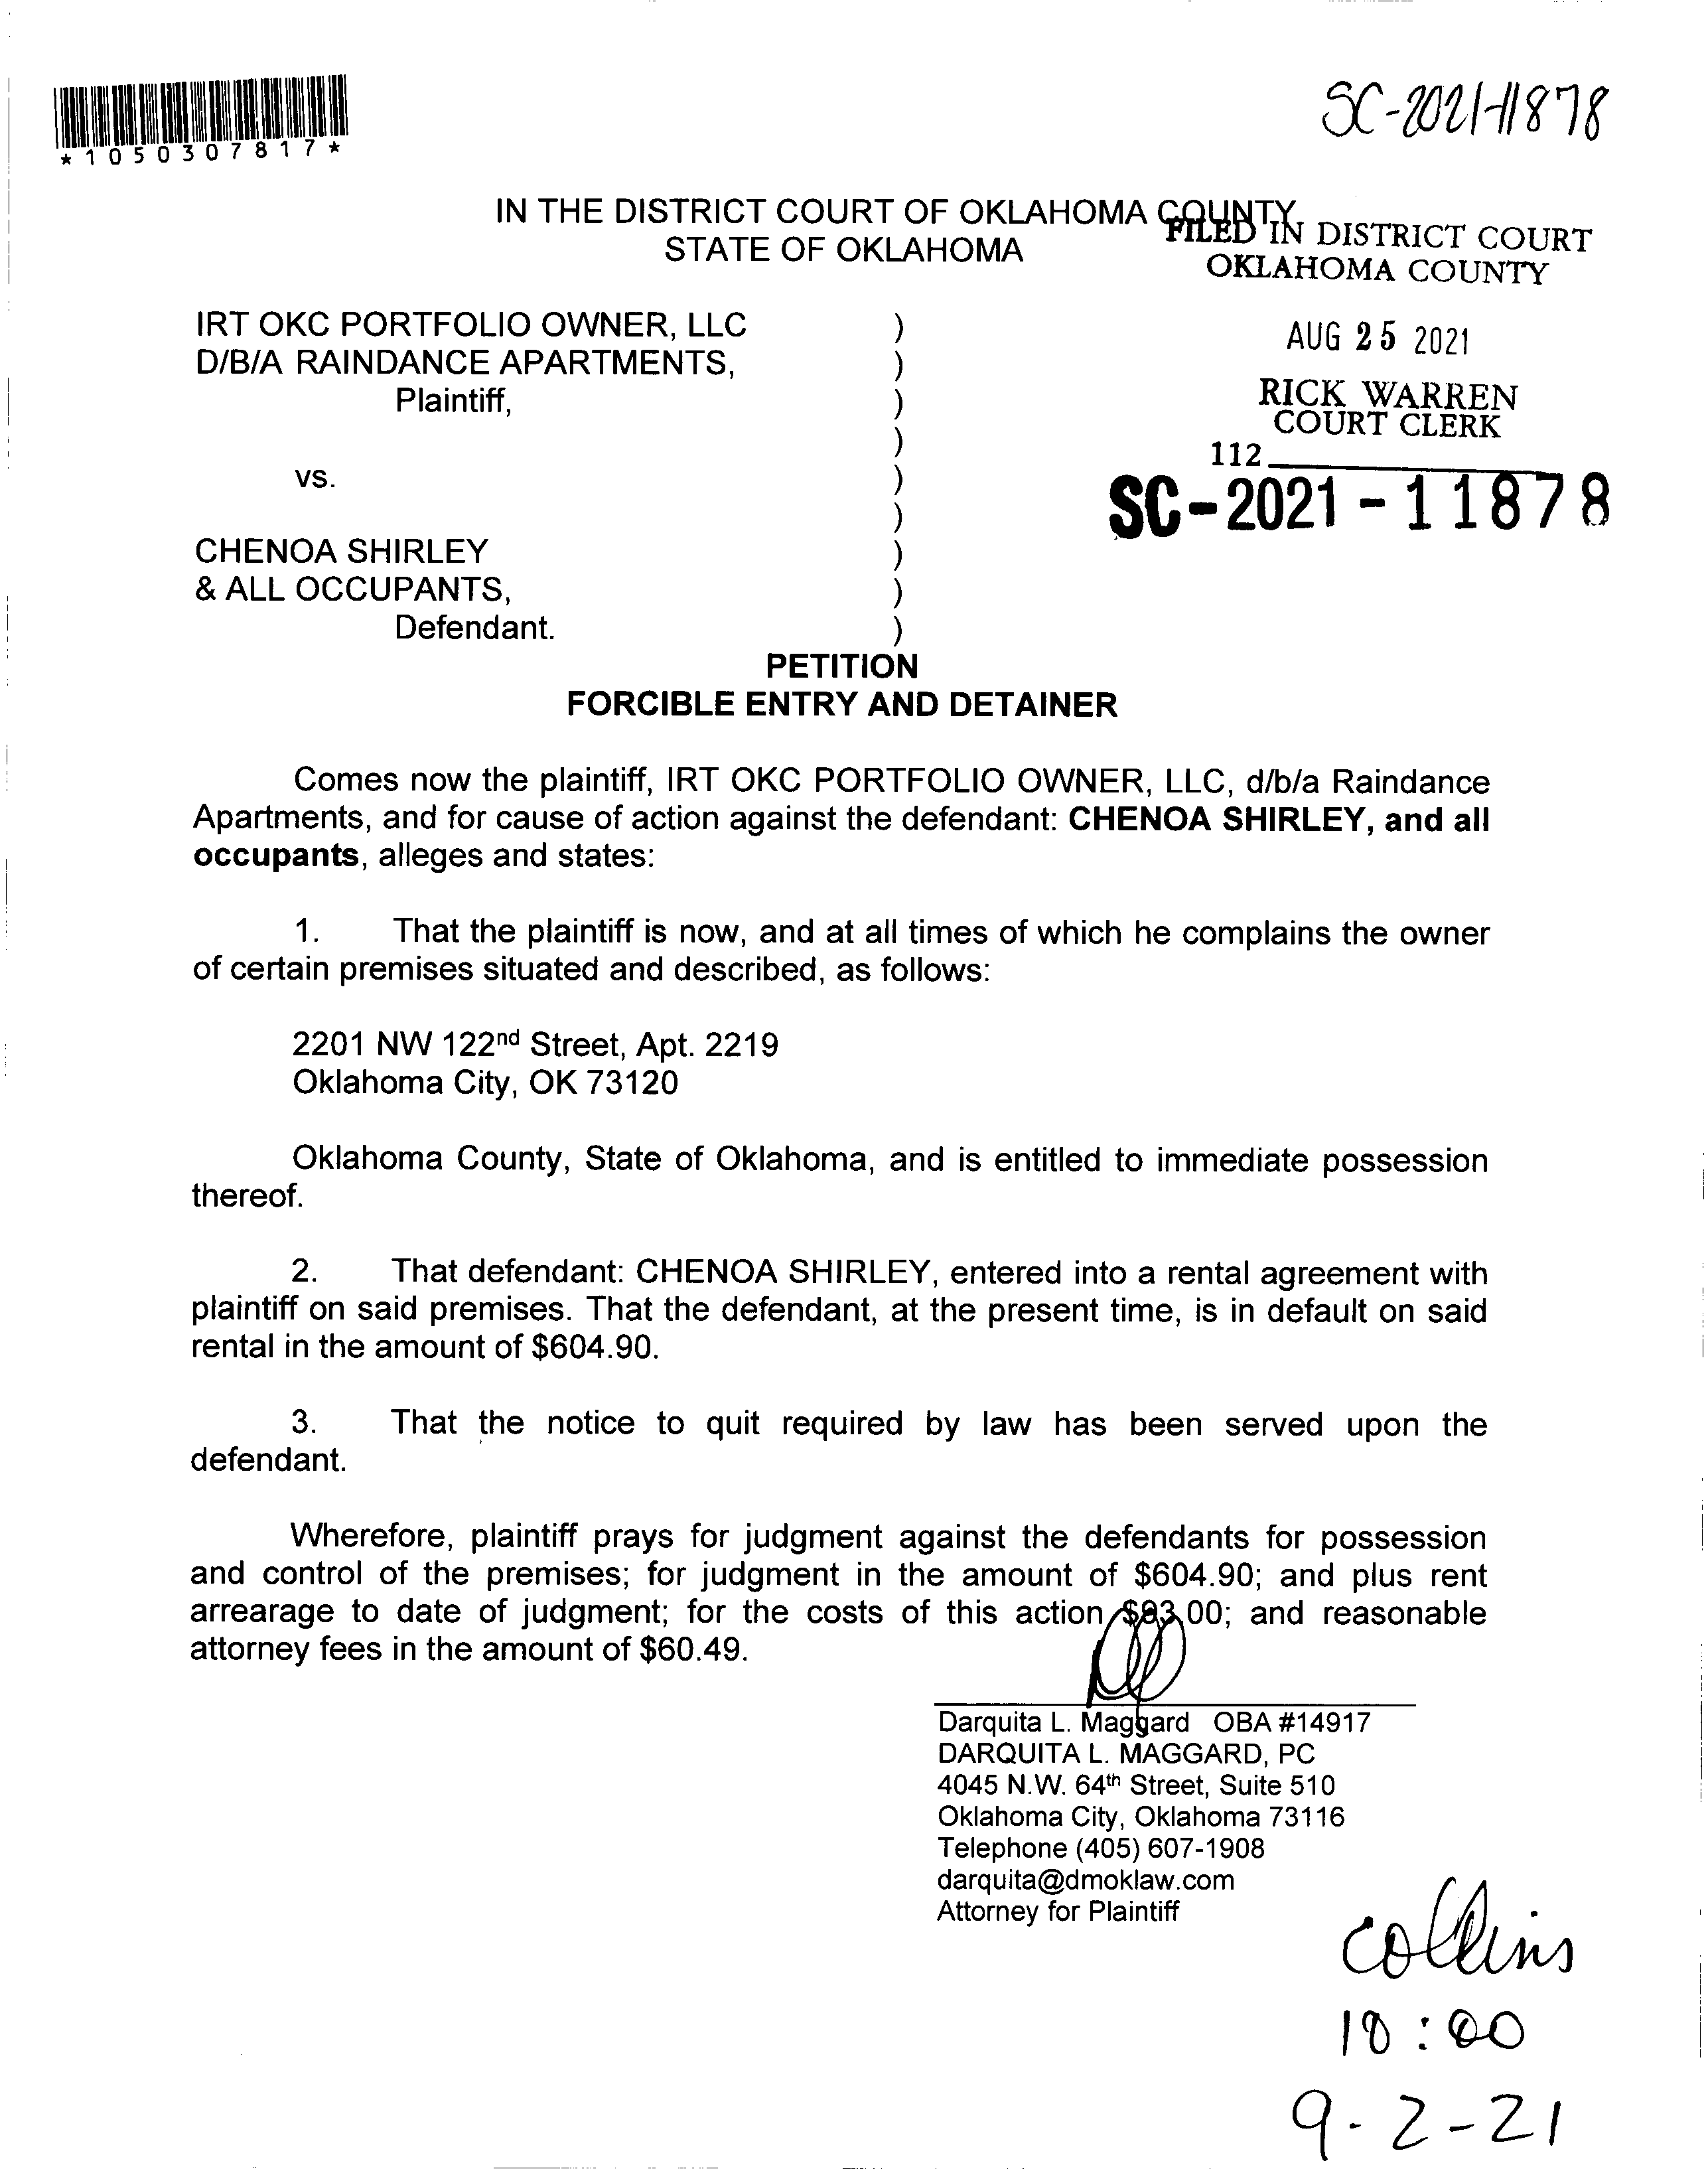 *1050307817*
SC-2021-11878
IN THE DISTRICT COURT OF OKLAHOMA COUNTY
STATE OF OKLAHOMA
FILED IN DISTRICT COURT
OKLAHOMA COUNTY
AUG 25 2021
RICK WARREN
COURT CLERK
112
SC-2021-11878
IRT OKC PORTFOLIO OWNER, LLC )
D/B/A RAINDANCE APARTMENTS, )
Plaintiff, )
)
vs. )
)
CHENOA SHIRLEY )
& ALL OCCUPANTS, )
Defendant. )
PETITION
FORCIBLE ENTRY AND DETAINER
Comes now the plaintiff, IRT OKC PORTFOLIO OWNER, LLC, d/b/a Raindance
Apartments, and for cause of action against the defendant: CHENOA SHIRLEY, and all
occupants, alleges and states:
1. That the plaintiff is now, and at all times of which he complains the owner
of certain premises situated and described, as follows:
2201 NW 122nd Street, Apt. 2219
Oklahoma City, OK 73120
Oklahoma County, State of Oklahoma, and is entitled to immediate possession
thereof.
2. That defendant: CHENOA SHIRLEY, entered into a rental agreement with
plaintiff on said premises. That the defendant, at the present time, is in default on said
rental in the amount of $604.90.
3. That the notice to quit required by law has been served upon the
defendant.
Wherefore, plaintiff prays for judgment against the defendants for possession
and control of the premises; for judgment in the amount of $604.90; and plus rent
arrearage to date of judgment; for the costs of this action and reasonable
attorney fees in the amount of $60.49.
Darquita L. Maggard OBA #14917
DARQUITA L. MAGGARD, PC
4045 N.W. 64th Street, Suite 510
Oklahoma City, Oklahoma 73116
Telephone (405) 607-1908
darquita@dmoklaw.com
Attorney for Plaintiff
collins
9-2-21